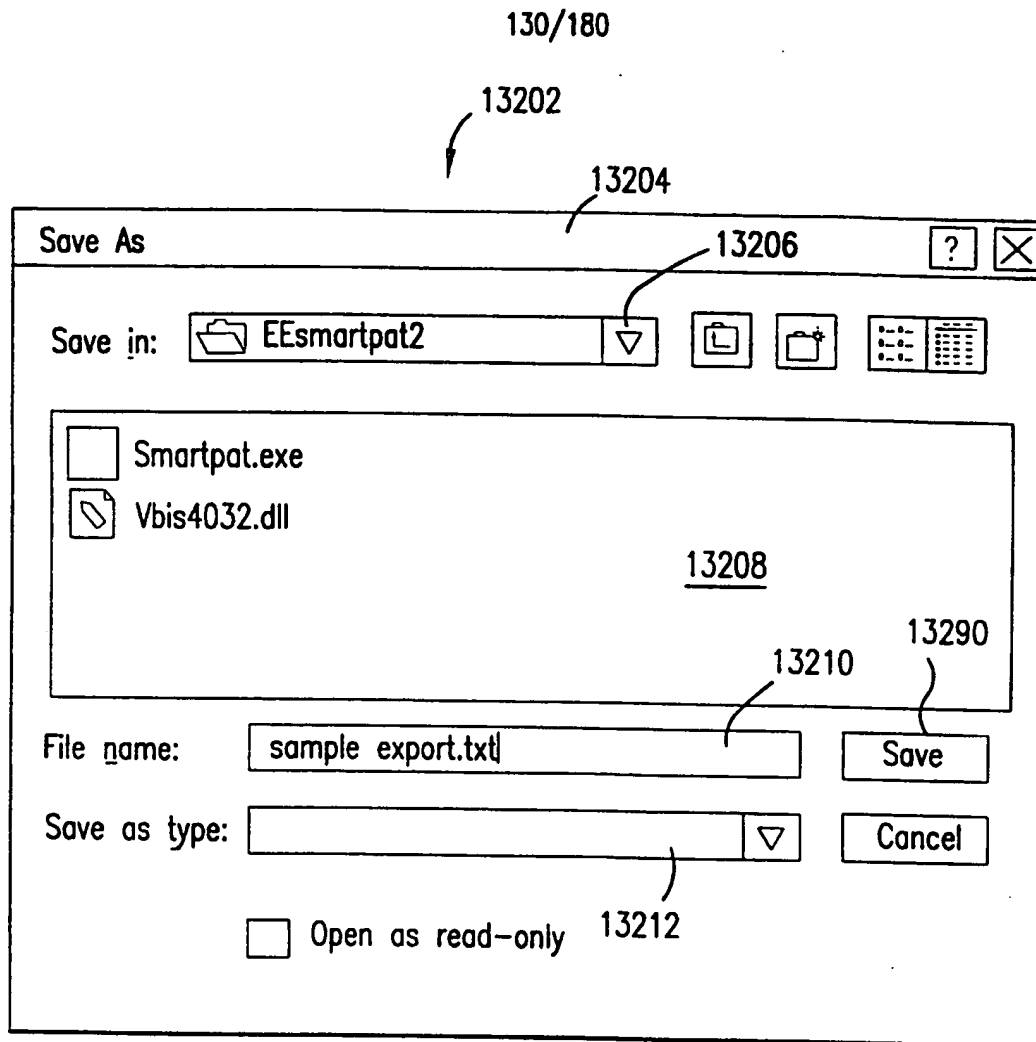 130/180
13202
13204
Save As
?
13206
Save in: EEsmartpat2
Smartpat.exe
Vbis4032.dll
13208
13290
13210
File name: sample export.txt
Save
Save as type:
Cancel
Open as read-only
13212